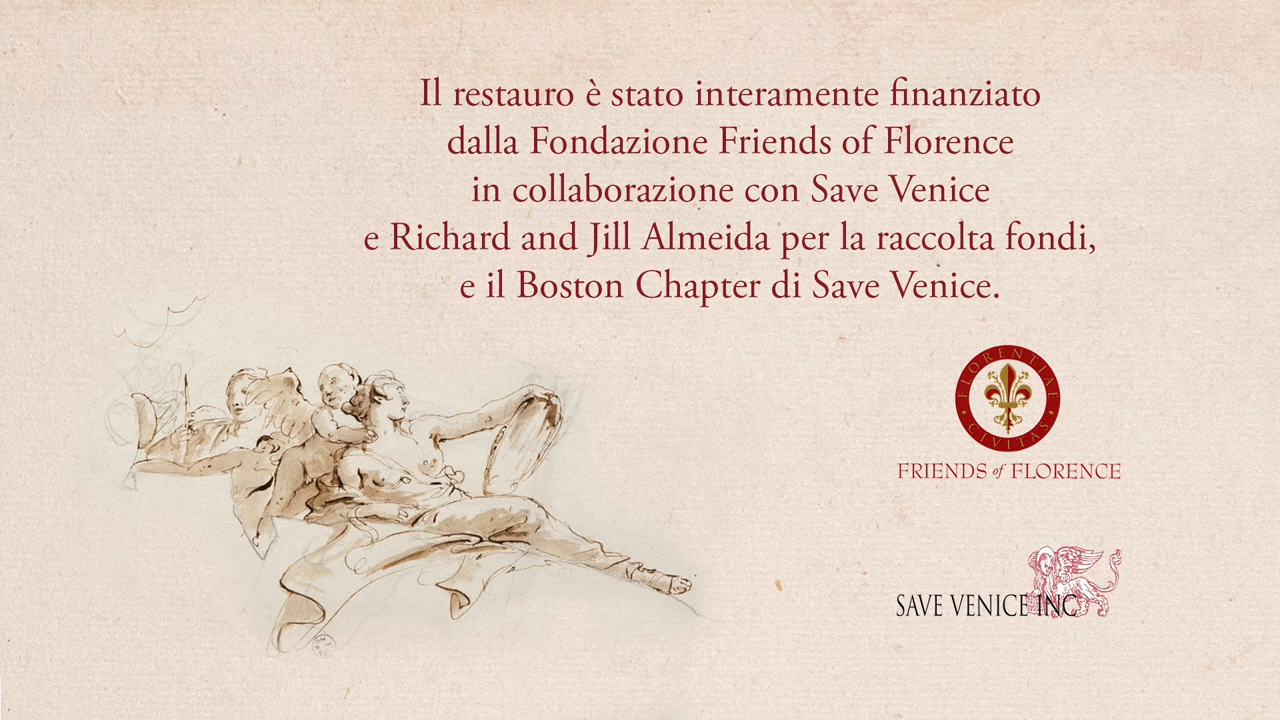 Il restauro è stato interamente finanziato
dalla Fondazione Friends of Florence
in collaborazione con Save Venice
e Richard and Jill Almeida per la raccolta fondi,
e il Boston Chapter di Save Venice.
FLORENTIAE
CIVITAS
FRIENDS of FLORENCE
SAVE VENICE INC